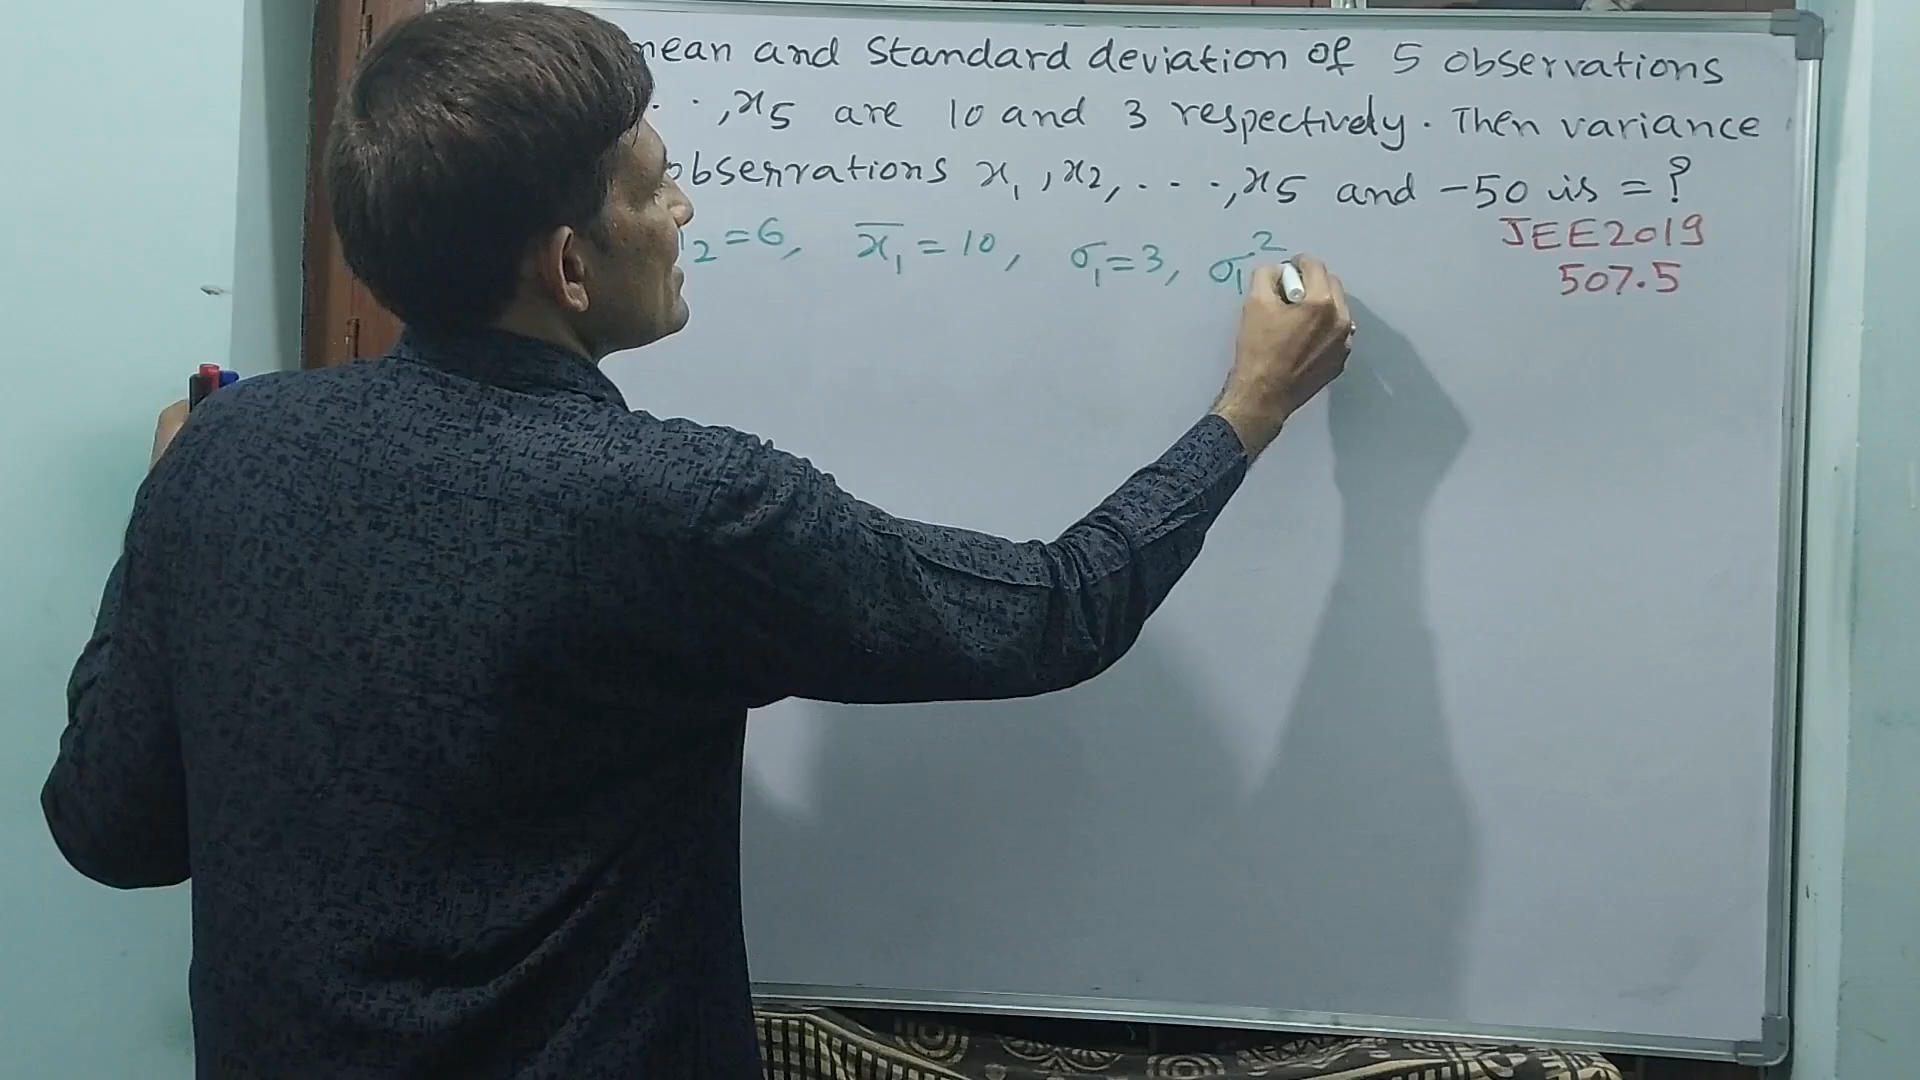 mean and Standard deviation of 5 observations
. . ,x5 are 10 and 3 respectively. Then variance
observations x₁ ,x2, . - - ,x5 and -50 is = ?
2 = 6, x̄₁ = 10, σ₁ = 3, σ₁²
JEE2019
507.5